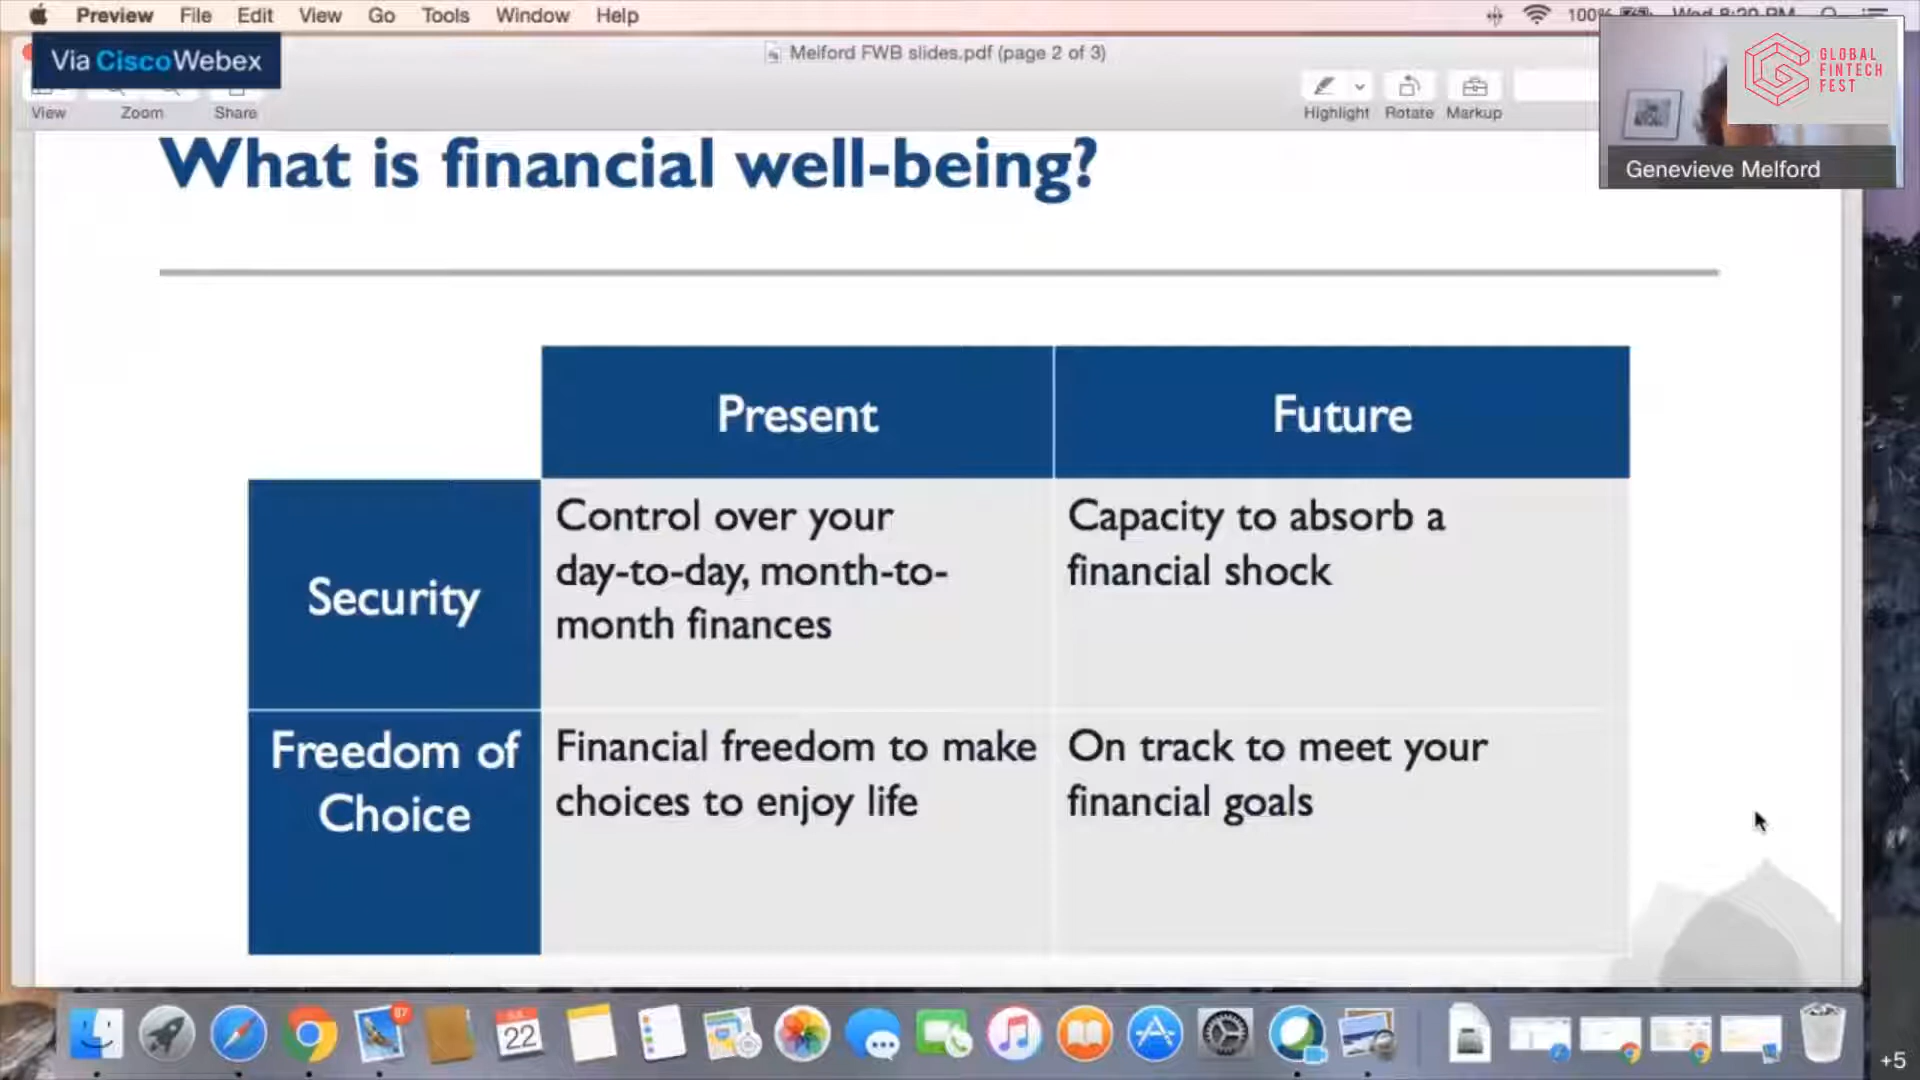 Preview File Edit View Go Tools Window Help
100%
Via CiscoWebex
Melford FWB slides.pdf (page 2 of 3)
View Zoom Share
Highlight Rotate Markup
GLOBAL
FINTECH
FEST
Genevieve Melford
What is financial well-being?
Present Future
Security
Control over your
day-to-day, month-to-
month finances
Capacity to absorb a
financial shock
Freedom of
Choice
Financial freedom to make
choices to enjoy life
On track to meet your
financial goals
87
22
+5